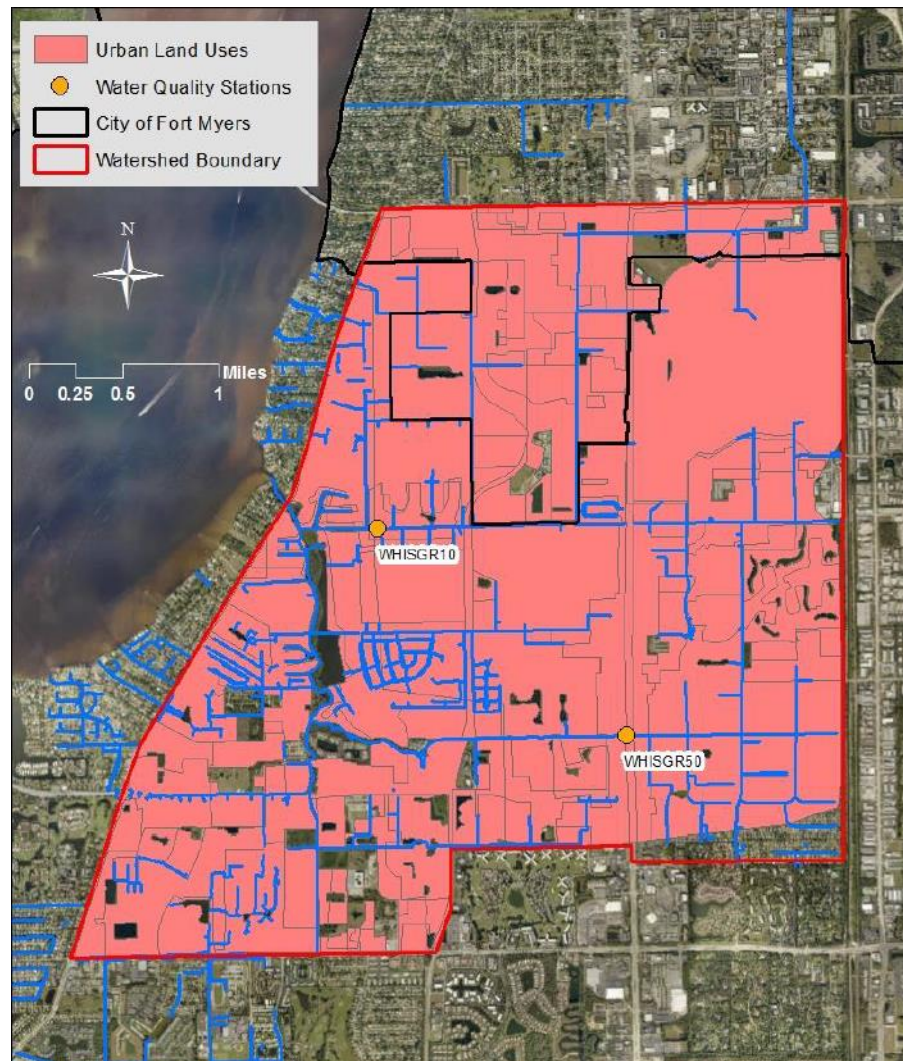 Urban Land Uses
Water Quality Stations
City of Fort Myers
Watershed Boundary
N
Miles
0 0.25 0.5 1
WHISGR10
WHISGR50